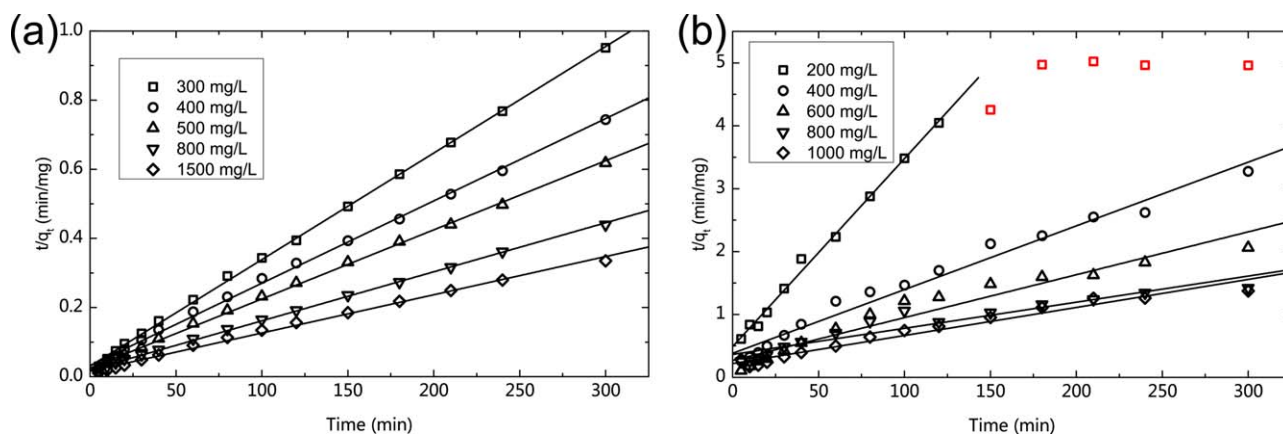 (a)
1.0
0.8
0.6
0.4
0.2
0.0
t/qt (min/mg)
300 mg/L
400 mg/L
500 mg/L
800 mg/L
1500 mg/L
0 50 100 150 200 250 300
Time (min)
(b)
5
4
3
2
1
0
t/qt (min/mg)
200 mg/L
400 mg/L
600 mg/L
800 mg/L
1000 mg/L
0 50 100 150 200 250 300
Time (min)